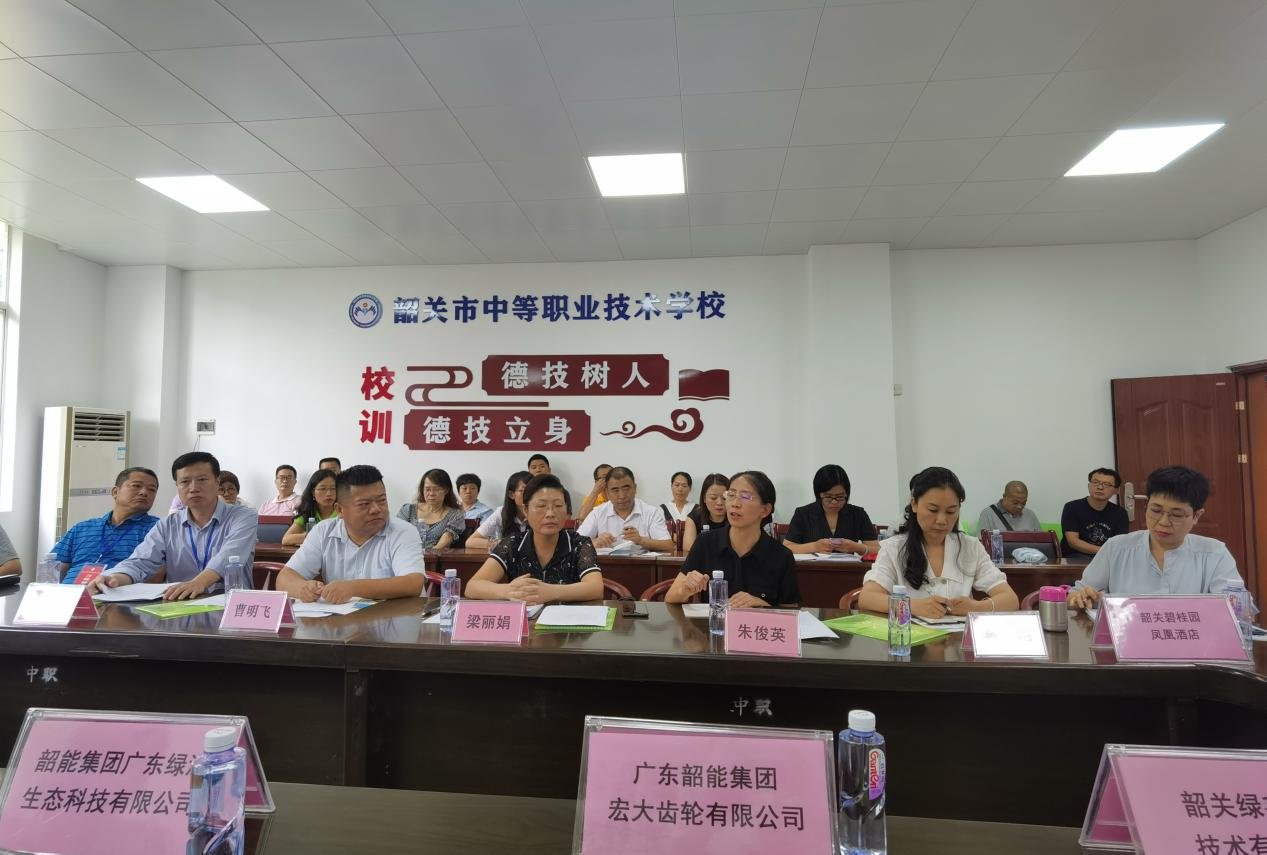 韶关市中等职业技术学校
校训
德技树人
德技立身
曹明飞
梁丽娟
朱俊英
韶关碧桂园
凤凰酒店
中职
中职
韶能集团广东绿
生态科技有限公司
广东韶能集团
宏大齿轮有限公司
韶关绿
技术有